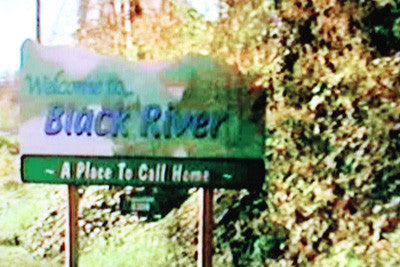 Welcome to...
Black River
~ A Place To Call Home ~